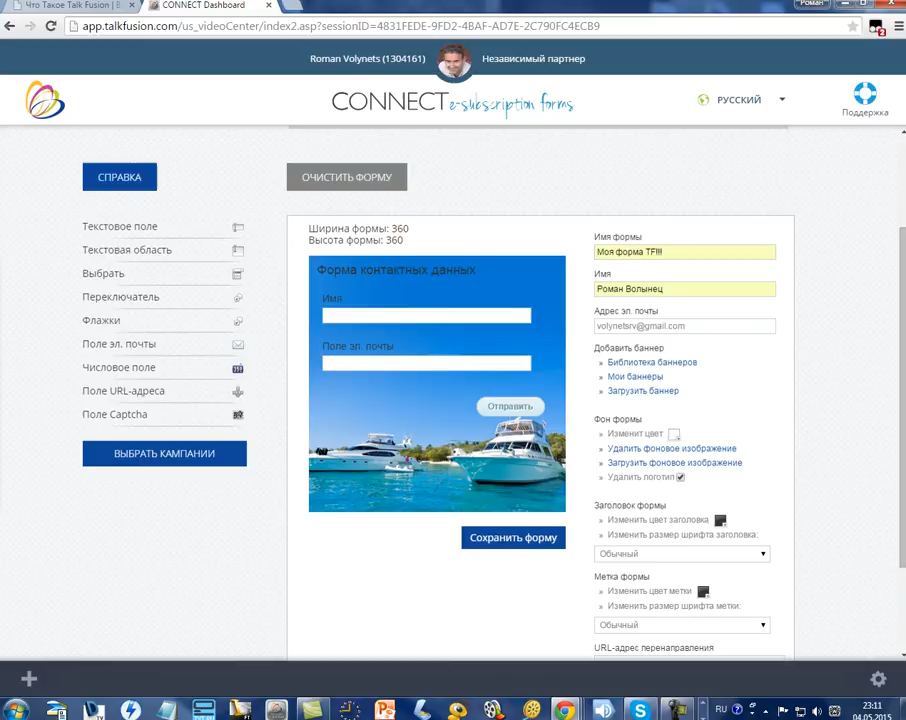 Что Такое Talk Fusion | Б
CONNECT Dashboard
Роман
app.talkfusion.com/us_videoCenter/index2.asp?sessionID=4831FEDE-9FD2-4BAF-AD7E-2C790FC4ECB9
2
Roman Volynets (1304161)
Независимый партнер
CONNECT e-subscription forms
РУССКИЙ
Поддержка
СПРАВКА
ОЧИСТИТЬ ФОРМУ
Текстовое поле
Текстовая область
Выбрать
Переключатель
Флажки
Поле эл. почты
Числовое поле
Поле URL-адреса
Поле Captcha
ВЫБРАТЬ КАМПАНИИ
Ширина формы: 360
Высота формы: 360
Форма контактных данных
Имя
Поле эл. почты
Отправить
Сохранить форму
Имя формы
Моя форма TF!!!
Имя
Роман Волынец
Адрес эл. почты
volynetsrv@gmail.com
Добавить баннер
» Библиотека баннеров
» Мои баннеры
» Загрузить баннер
Фон формы
» Изменит цвет
» Удалить фоновое изображение
» Загрузить фоновое изображение
» Удалить логотип
Заголовок формы
» Изменить цвет заголовка
» Изменить размер шрифта заголовка:
Обычный
Метка формы
» Изменить цвет метки
» Изменить размер шрифта метки:
Обычный
URL-адрес перенаправления
RU
23:11
04.05.2015